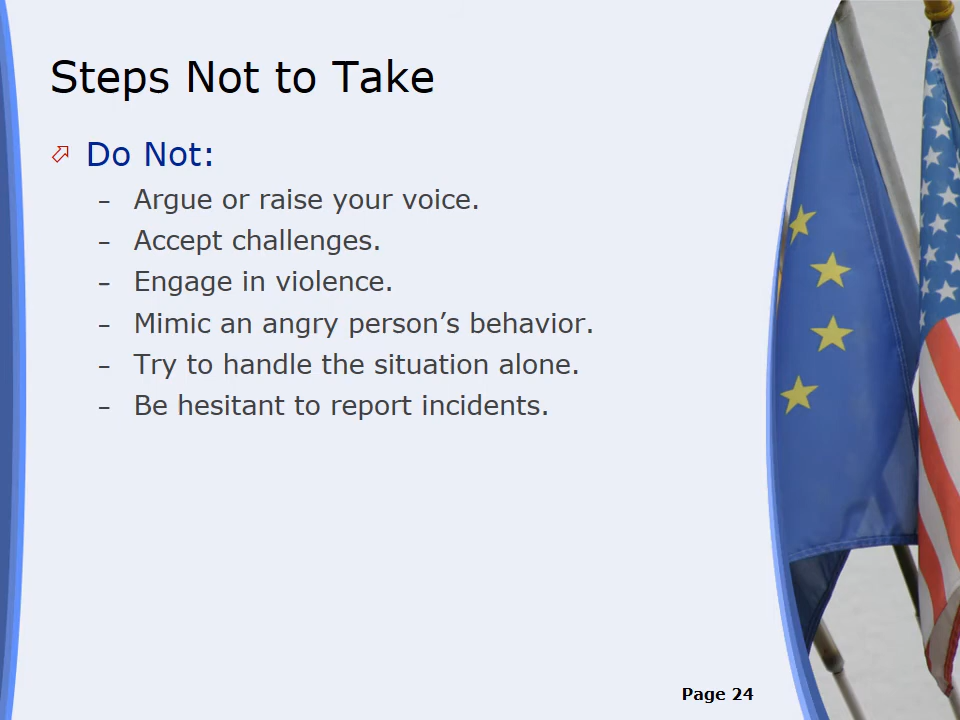 Steps Not to Take
Do Not:
– Argue or raise your voice.
– Accept challenges.
– Engage in violence.
– Mimic an angry person’s behavior.
– Try to handle the situation alone.
– Be hesitant to report incidents.
Page 24